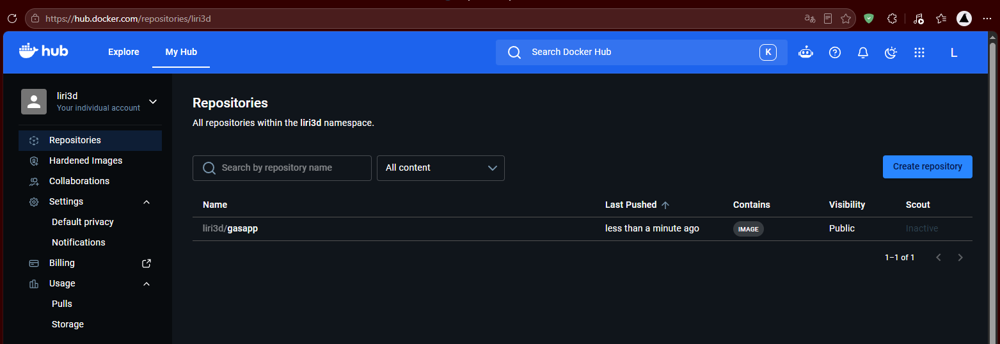 https://hub.docker.com/repositories/liri3d
hub Explore My Hub Search Docker Hub K L
liri3d
Your individual account
Repositories
Hardened Images
Collaborations
Settings
Default privacy
Notifications
Billing
Usage
Pulls
Storage
Repositories
All repositories within the liri3d namespace.
Search by repository name All content Create repository
Name Last Pushed Contains Visibility Scout
liri3d/gasapp less than a minute ago IMAGE Public Inactive
1–1 of 1